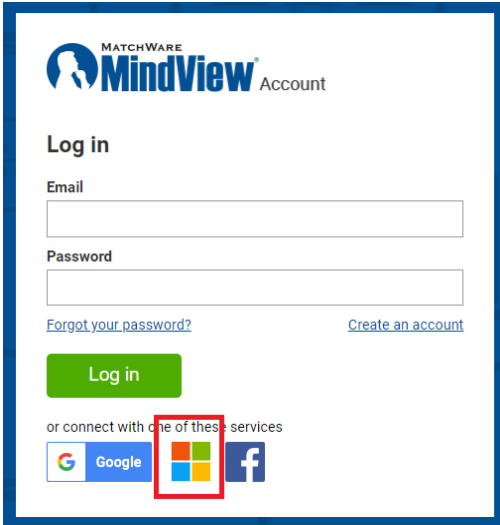 MATCHWARE
MindView® Account
Log in
Email
Password
Forgot your password? Create an account
Log in
or connect with one of these services
G Google f